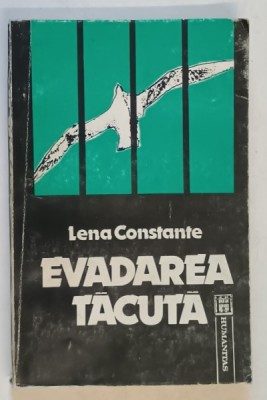 Lena Constante
EVADAREA
TĂCUTĂ
HUMANITAS